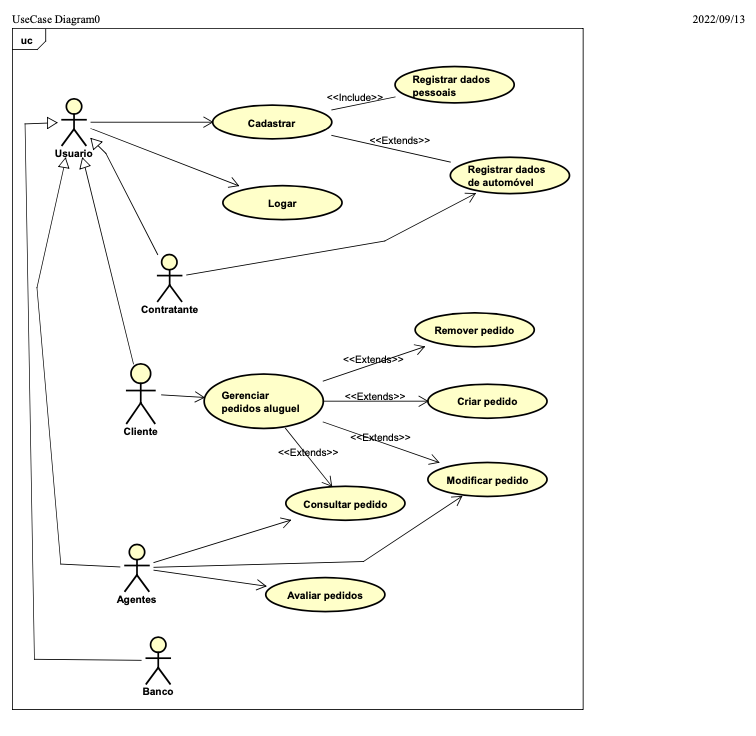 UseCase Diagram0
2022/09/13
uc
Registrar dados
pessoais
<<Include>>
Cadastrar
<<Extends>>
Usuario
Registrar dados
de automóvel
Logar
Contratante
Remover pedido
<<Extends>>
Gerenciar
pedidos aluguel
<<Extends>>
Criar pedido
Cliente
<<Extends>>
<<Extends>>
Modificar pedido
Consultar pedido
Agentes
Avaliar pedidos
Banco